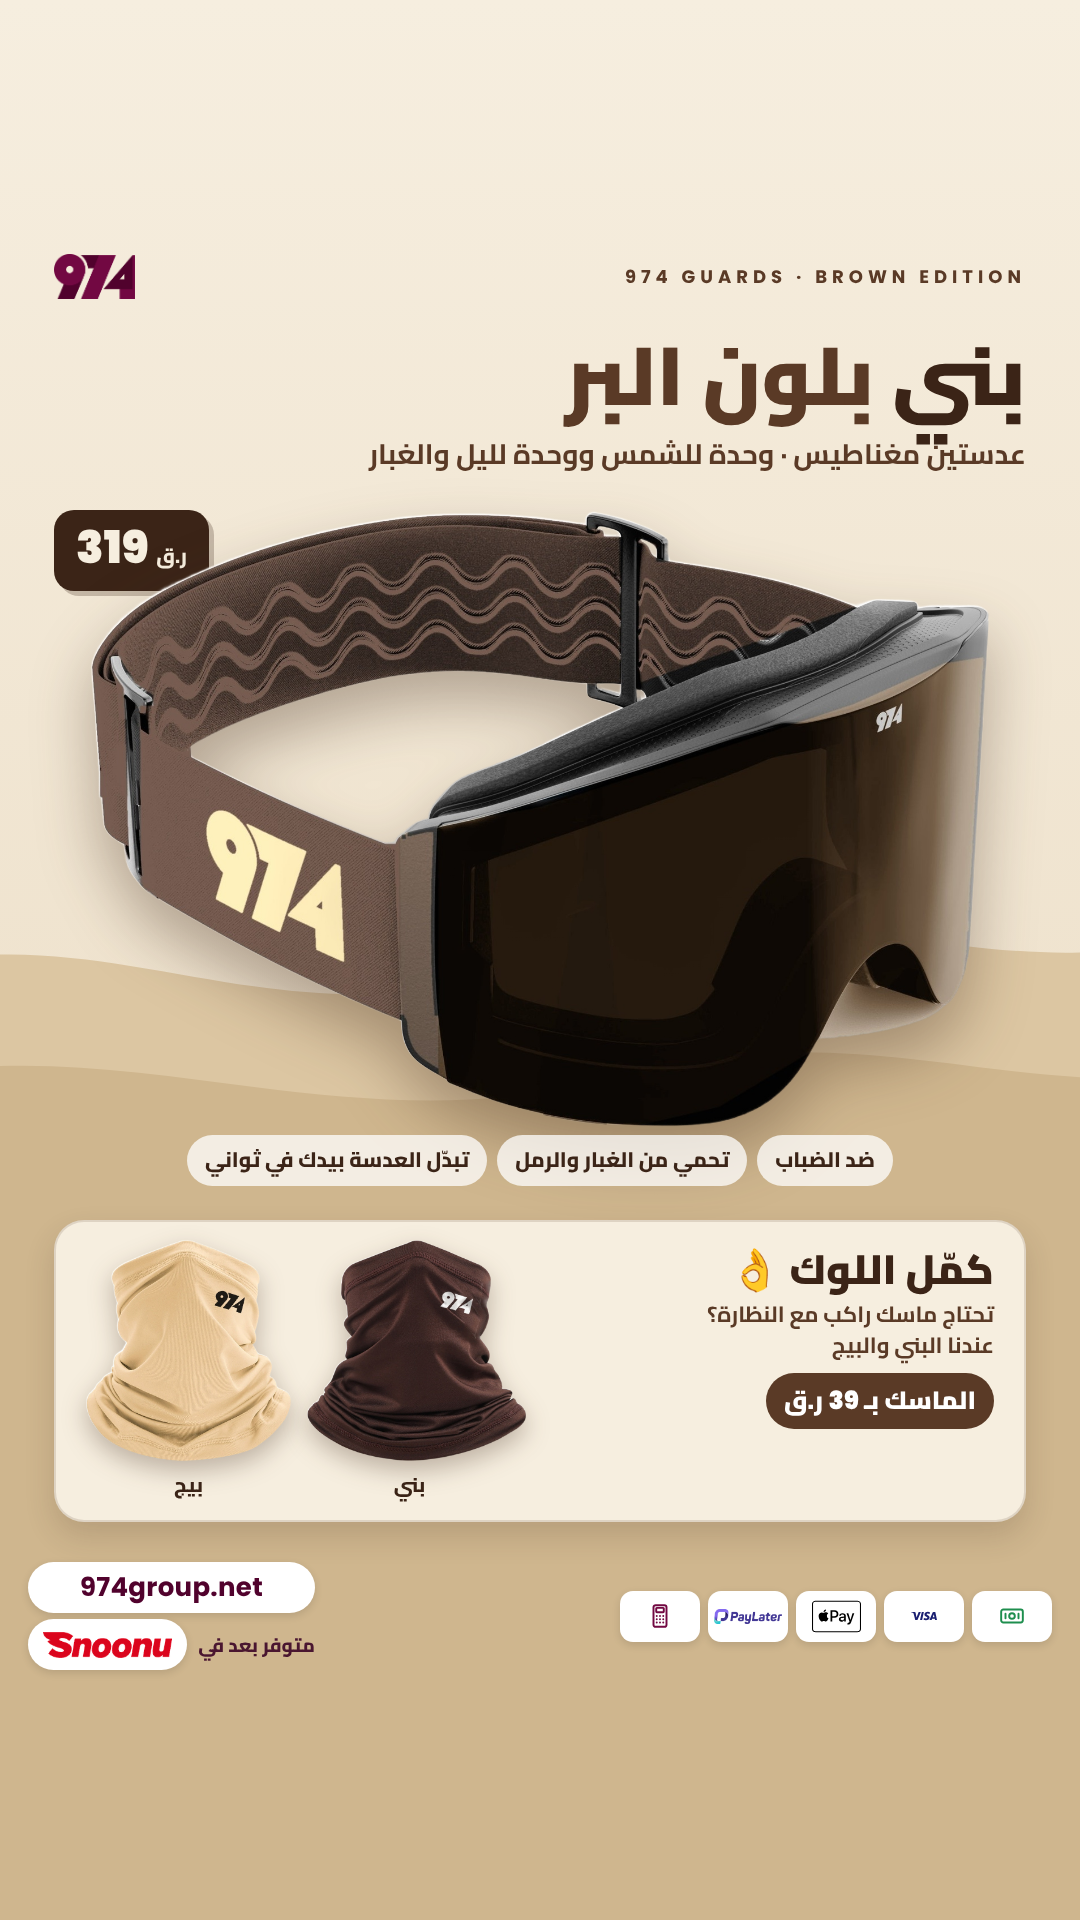 974
974 GUARDS · BROWN EDITION
بني بلون البر
عدستين مغناطيس · وحدة للشمس ووحدة لليل والغبار
319 ر.ق
974
974
ضد الضباب
تحمي من الغبار والرمل
تبدّل العدسة بيدك في ثواني
كمّل اللوك 👌
تحتاج ماسك راكب مع النظارة؟
عندنا البني والبيج
الماسك بـ 39 ر.ق
974
974
بني
بيج
974group.net
متوفر بعد في Snoonu
PayLater
Pay
VISA